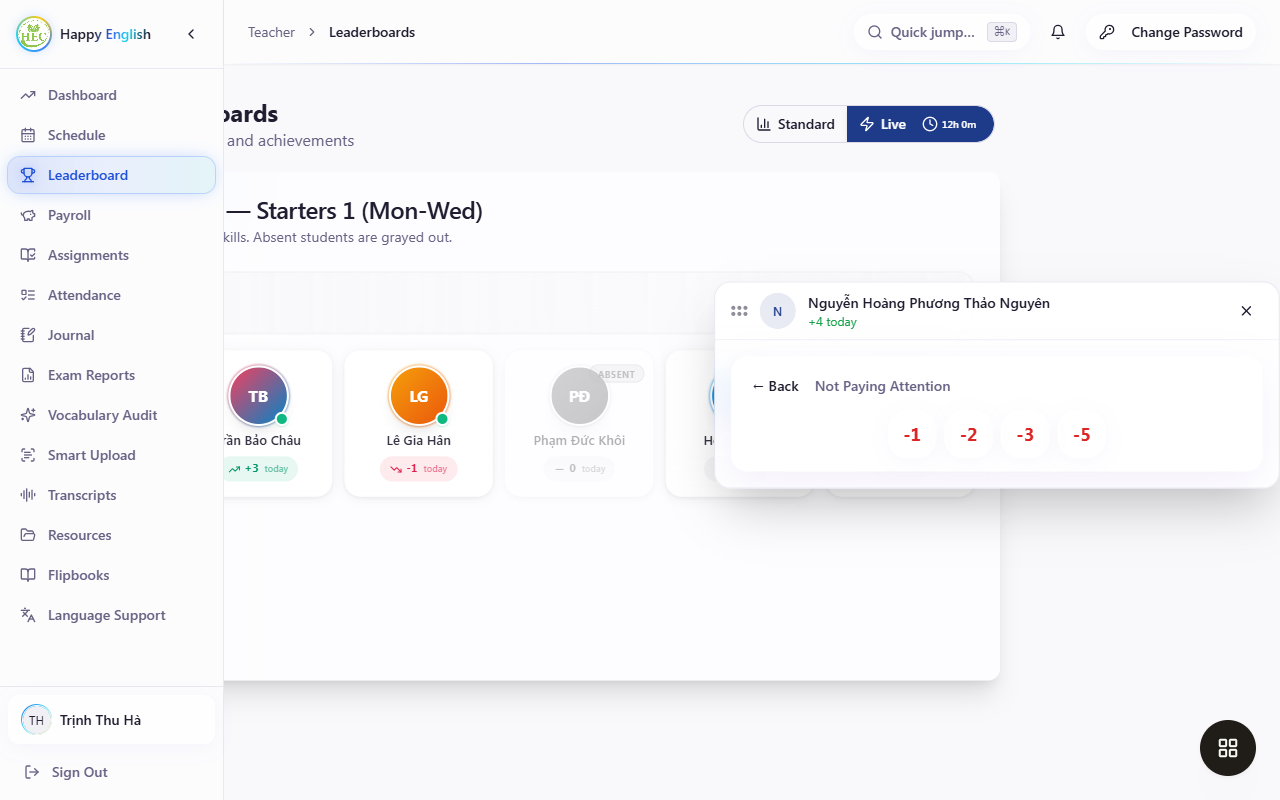 HEC
Happy English
Teacher
Leaderboards
Quick jump...
⌘K
Change Password
Dashboard
Schedule
Leaderboard
Payroll
Assignments
Attendance
Journal
Exam Reports
Vocabulary Audit
Smart Upload
Transcripts
Resources
Flipbooks
Language Support
TH
Trịnh Thu Hà
Sign Out
and achievements
Standard
Live
12h 0m
— Starters 1 (Mon-Wed)
Absent students are grayed out.
TB
Bảo Châu
+3 today
LG
Lê Gia Hân
-1 today
ABSENT
PĐ
Phạm Đức Khôi
— 0 today
N
Nguyễn Hoàng Phương Thảo Nguyên
+4 today
← Back
Not Paying Attention
-1
-2
-3
-5